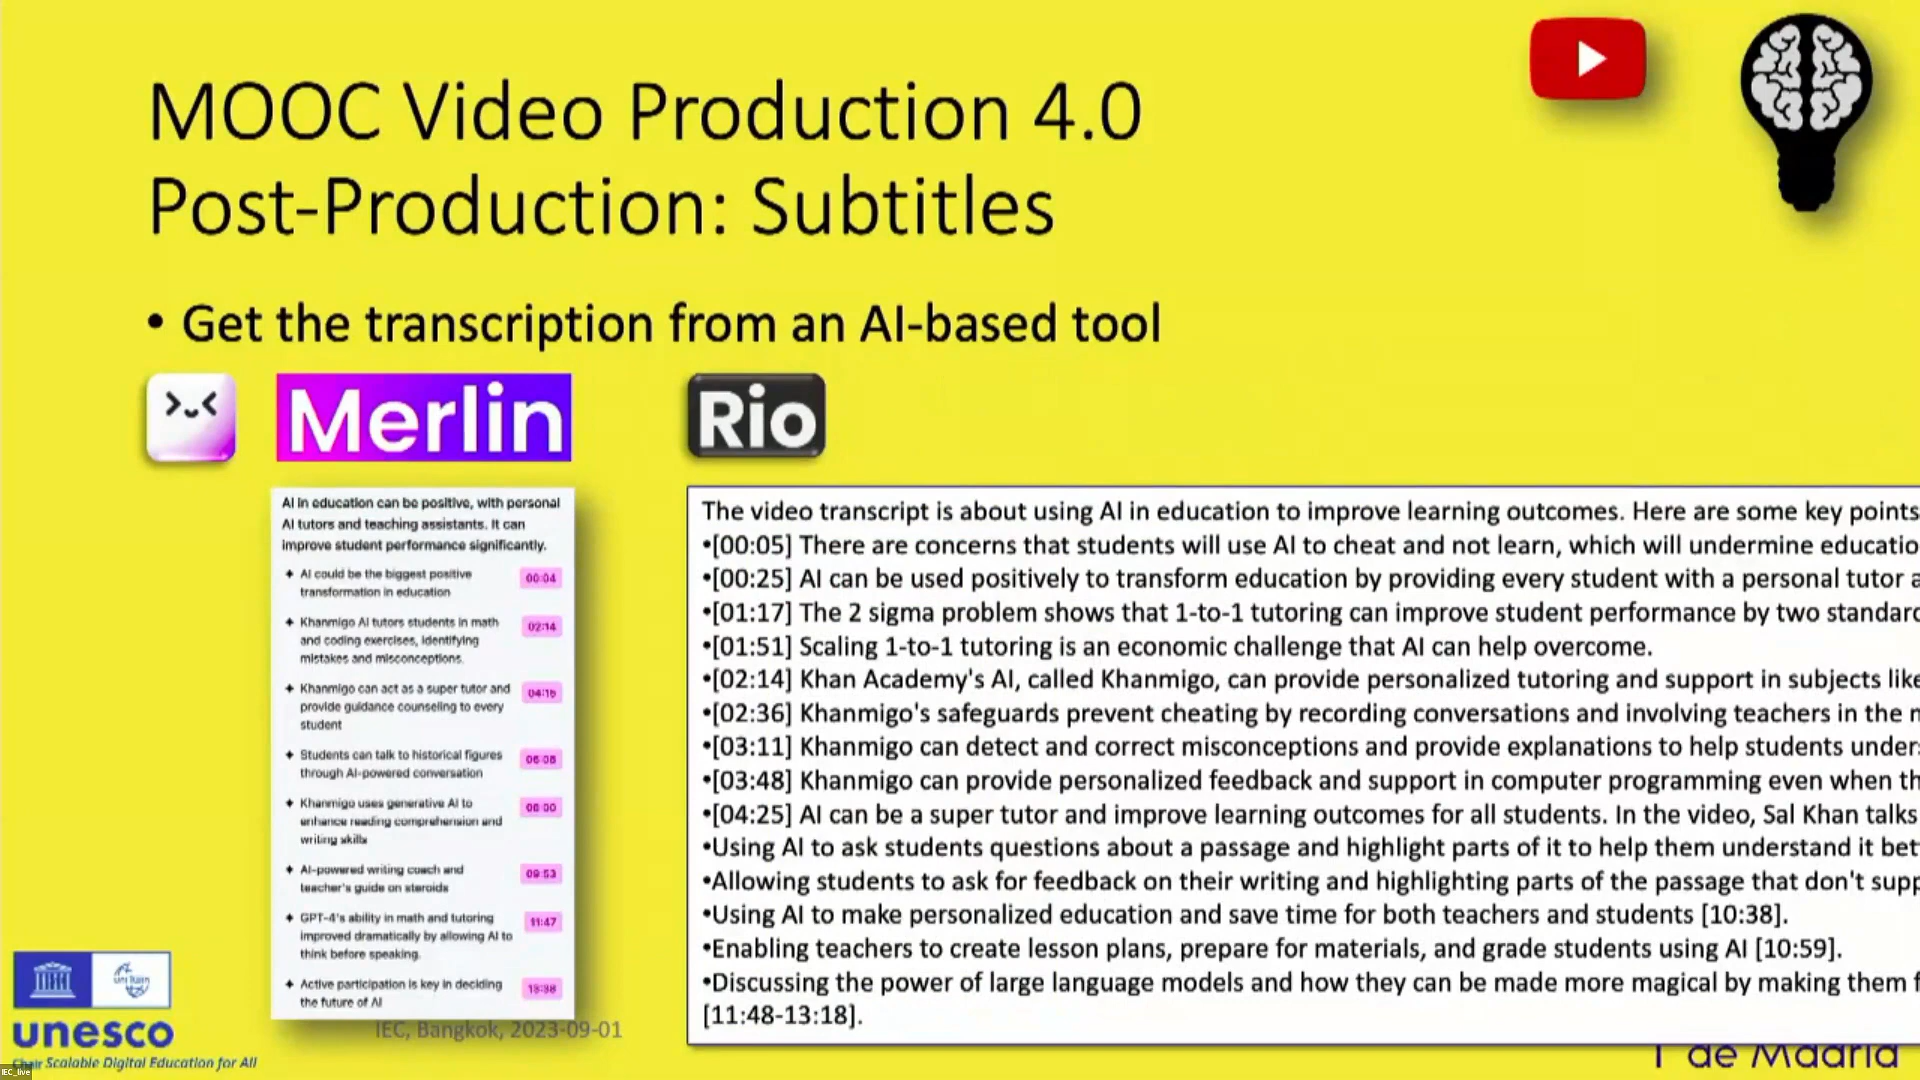 MOOC Video Production 4.0
Post-Production: Subtitles
• Get the transcription from an AI-based tool
Merlin
Rio
AI in education can be positive, with personal
AI tutors and teaching assistants. It can
improve student performance significantly.
AI could be the biggest positive 00:04
transformation in education
Khanmigo AI tutors students in math 02:14
and coding exercises, identifying
mistakes and misconceptions.
Khanmigo can act as a super tutor and
provide guidance counseling to every
student
Students can talk to historical figures
through AI-powered conversation
Khanmigo uses generative AI to
enhance reading comprehension and
writing skills
AI-powered writing coach and 09:53
teacher's guide on steroids
GPT-4's ability in math and tutoring 11:47
improved dramatically by allowing AI to
think before speaking.
Active participation is key in deciding
the future of AI
The video transcript is about using AI in education to improve learning outcomes. Here are some key points
•[00:05] There are concerns that students will use AI to cheat and not learn, which will undermine educatio
•[00:25] AI can be used positively to transform education by providing every student with a personal tutor a
•[01:17] The 2 sigma problem shows that 1-to-1 tutoring can improve student performance by two standard
•[01:51] Scaling 1-to-1 tutoring is an economic challenge that AI can help overcome.
•[02:14] Khan Academy's AI, called Khanmigo, can provide personalized tutoring and support in subjects like
•[02:36] Khanmigo's safeguards prevent cheating by recording conversations and involving teachers in the
•[03:11] Khanmigo can detect and correct misconceptions and provide explanations to help students under
•[03:48] Khanmigo can provide personalized feedback and support in computer programming even when th
•[04:25] AI can be a super tutor and improve learning outcomes for all students. In the video, Sal Khan talks
•Using AI to ask students questions about a passage and highlight parts of it to help them understand it bet
•Allowing students to ask for feedback on their writing and highlighting parts of the passage that don't supp
•Using AI to make personalized education and save time for both teachers and students [10:38].
•Enabling teachers to create lesson plans, prepare for materials, and grade students using AI [10:59].
•Discussing the power of large language models and how they can be made more magical by making them f
[11:48-13:18].
IEC, Bangkok, 2023-09-01
unesco
Chair Scalable Digital Education for All
de Madrid
IEC_live